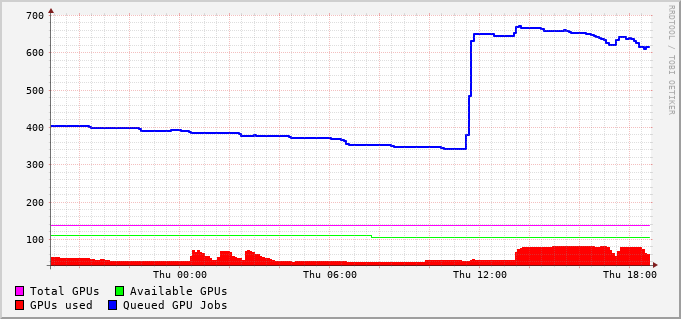 700
600
500
400
300
200
100
Thu 00:00 Thu 06:00 Thu 12:00 Thu 18:00
Total GPUs Available GPUs
GPUs used Queued GPU Jobs
RRDTOOL / TOBI OETIKER